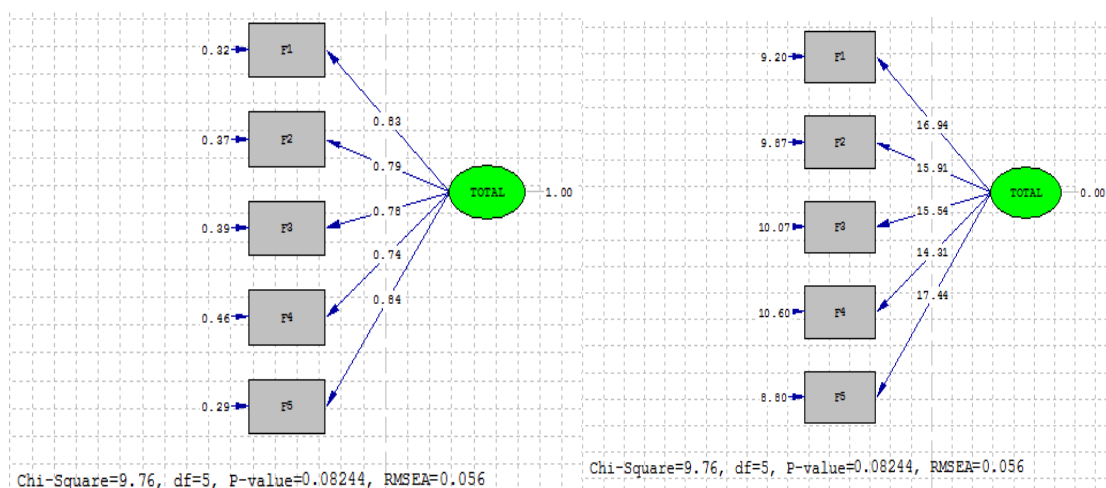 0.32 F1
0.83
0.37 F2
0.79
TOTAL 1.00
0.39 F3
0.78
0.74
0.84
0.46 F4
0.29 F5
Chi-Square=9.76, df=5, P-value=0.08244, RMSEA=0.056
9.20 F1
16.94
9.87 F2
15.91
TOTAL 0.00
10.07 F3
15.54
14.31
17.44
10.60 F4
8.80 F5
Chi-Square=9.76, df=5, P-value=0.08244, RMSEA=0.056